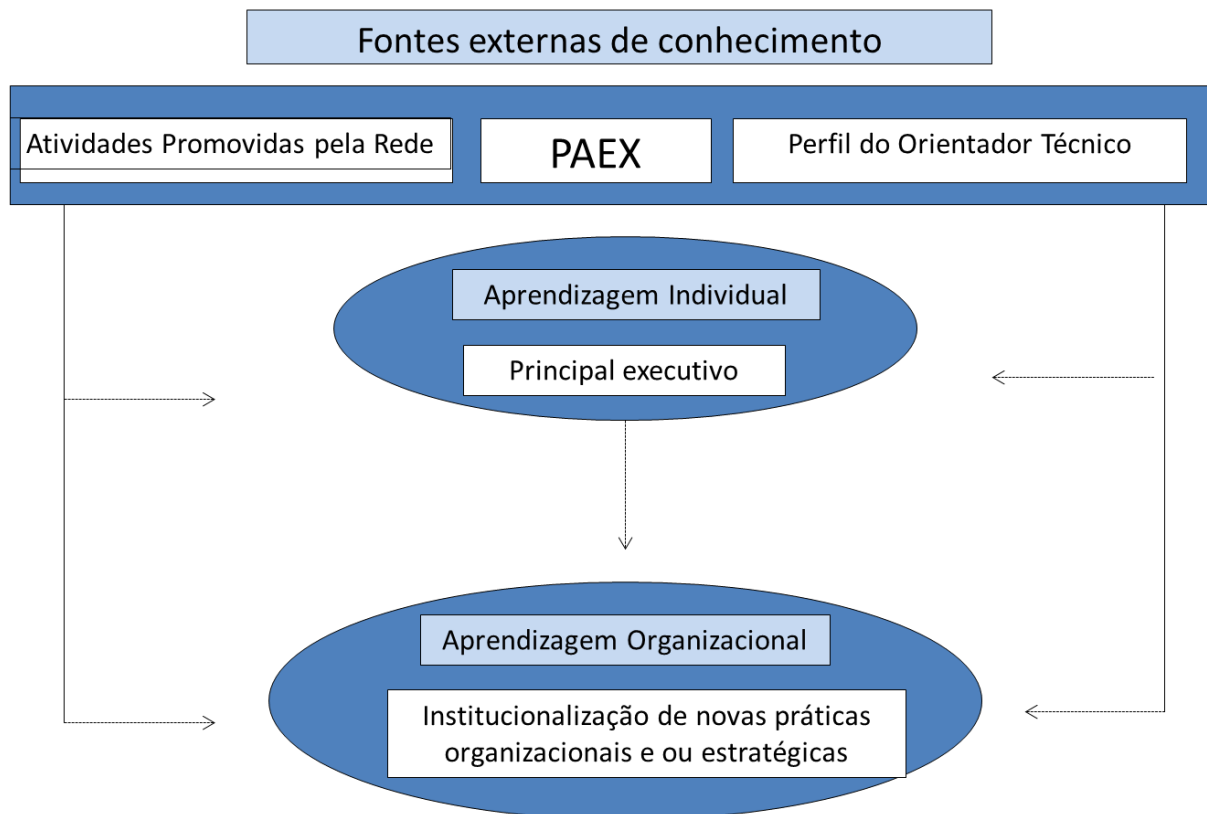 Fontes externas de conhecimento
Atividades Promovidas pela Rede
PAEX
Perfil do Orientador Técnico
Aprendizagem Individual
Principal executivo
Aprendizagem Organizacional
Institucionalização de novas práticas
organizacionais e ou estratégicas